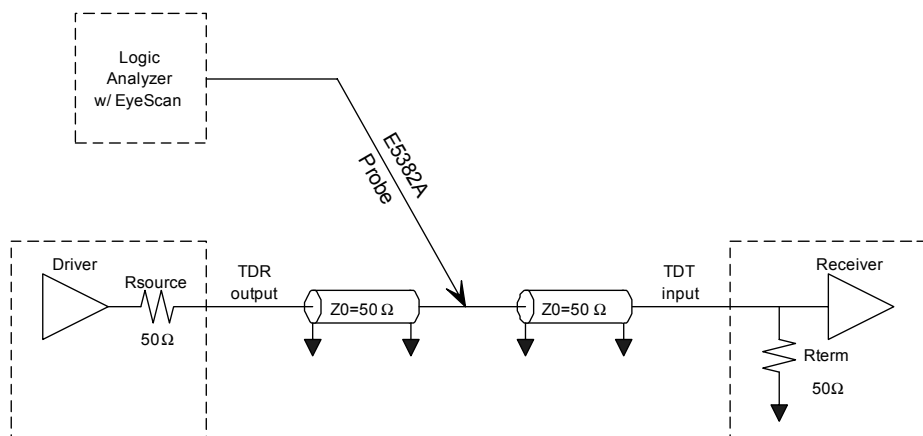 Logic
Analyzer
w/ EyeScan
E5382A
Probe
Driver
Rsource
50Ω
TDR
output
Z0=50 Ω
Z0=50 Ω
TDT
input
Receiver
Rterm
50Ω